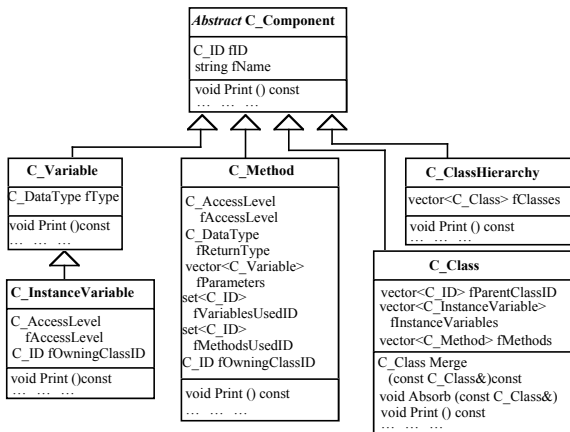 Abstract C_Component
C_ID fID
string fName
void Print () const
… … …
C_Variable
C_DataType fType
void Print ()const
… … …
C_InstanceVariable
C_AccessLevel
fAccessLevel
C_ID fOwningClassID
void Print ()const
… … …
C_Method
C_AccessLevel
fAccessLevel
C_DataType
fReturnType
vector<C_Variable>
fParameters
set<C_ID>
fVariablesUsedID
set<C_ID>
fMethodsUsedID
C_ID fOwningClassID
void Print () const
… … …
C_ClassHierarchy
vector<C_Class> fClasses
void Print () const
… … …
C_Class
vector<C_ID> fParentClassID
vector<C_InstanceVariable>
fInstanceVariables
vector<C_Method> fMethods
C_Class Merge
(const C_Class&)const
void Absorb (const C_Class&)
void Print () const
… … …